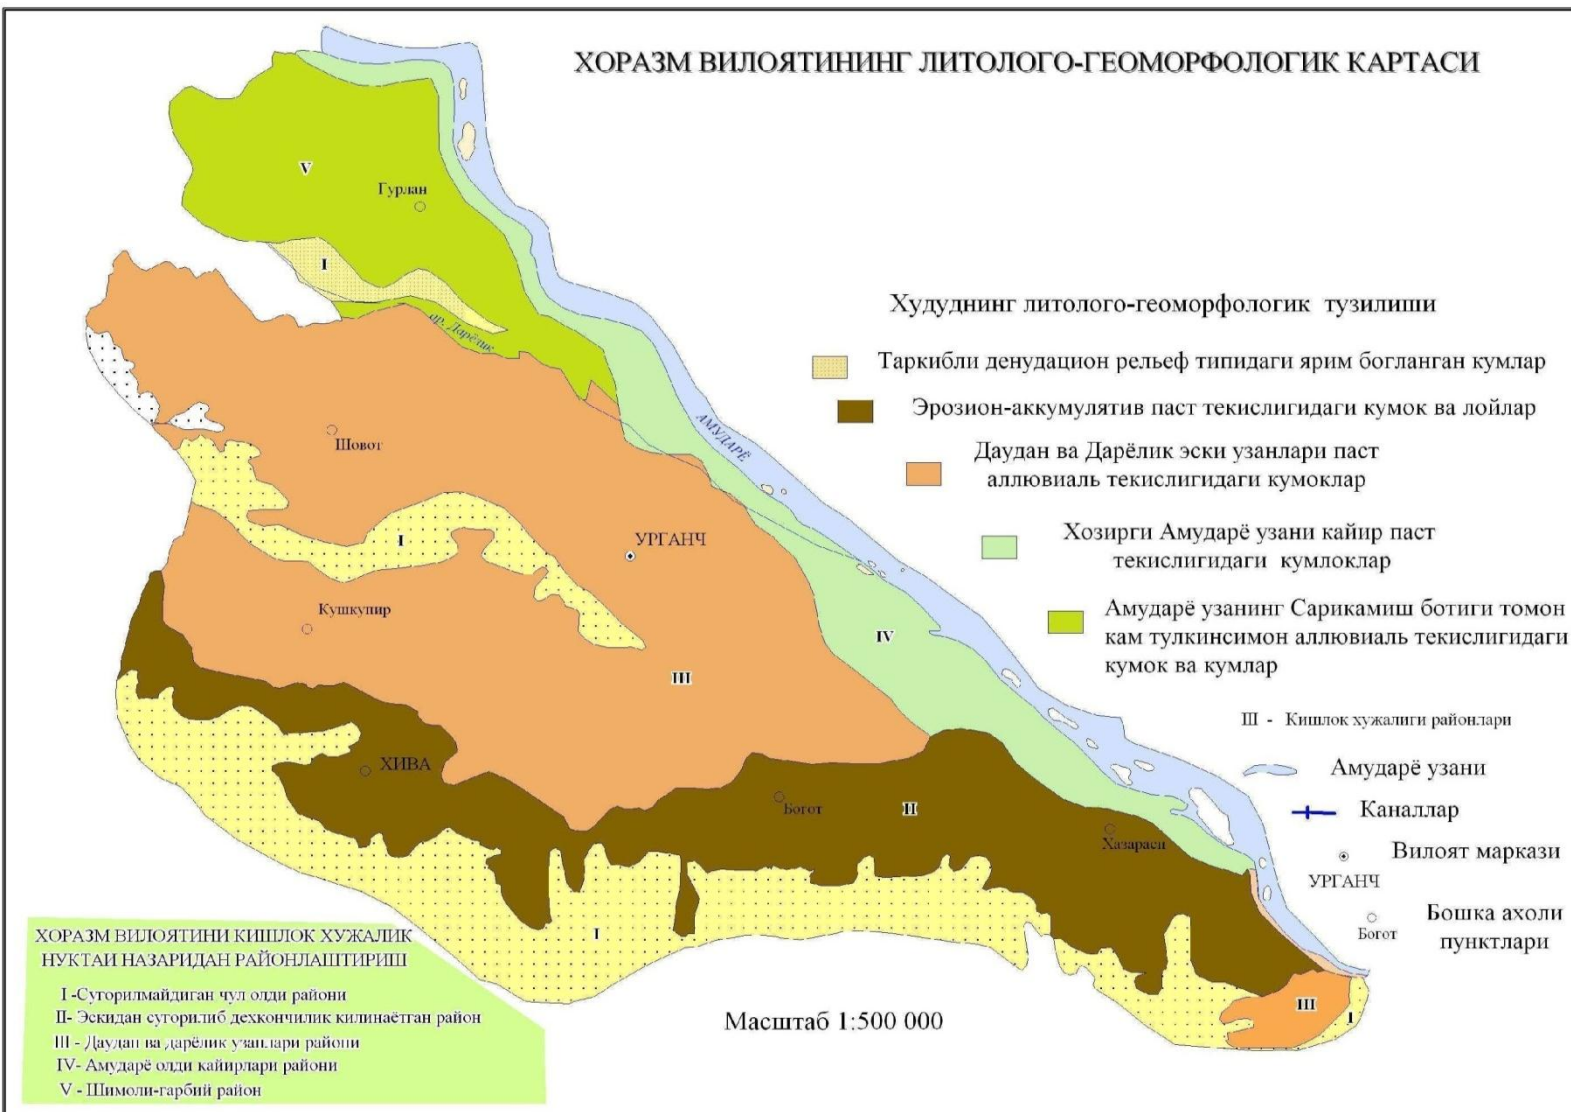 ХОРАЗМ ВИЛОЯТИНИНГ ЛИТОЛОГО-ГЕОМОРФОЛОГИК КАРТАСИ
V
Гурлан
I
ар. Дарёлик
Шовот
АМУДАРЁ
I
УРГАНЧ
Кушкупир
IV
III
ХИВА
Богот
II
Хазарасп
I
III
I
Худуднинг литолого-геоморфологик тузилиши
Таркибли денудацион рельеф типидаги ярим богланган кумлар
Эрозион-аккумулятив паст текислигидаги кумок ва лойлар
Даудан ва Дарёлик эски узанлари паст
аллювиаль текислигидаги кумоклар
Хозирги Амударё узани кайир паст
текислигидаги кумлоклар
Амударё узанинг Сарикамиш ботиги томон
кам тулкинсимон аллювиаль текислигидаги
кумок ва кумлар
III - Кишлок хужалиги районлари
Амударё узани
Каналлар
Вилоят маркази
УРГАНЧ
Бошка ахоли
пунктлари
Богот
Масштаб 1:500 000
ХОРАЗМ ВИЛОЯТИНИ КИШЛОК ХУЖАЛИК
НУКТАИ НАЗАРИДАН РАЙОНЛАШТИРИШ
I -Сугорилмайдиган чул олди райони
II- Эскидан сугорилиб дехкончилик килинаётган район
III - Даудан ва дарёлик узанлари райони
IV- Амударё олди кайирлари райони
V - Шимоли-гарбий район